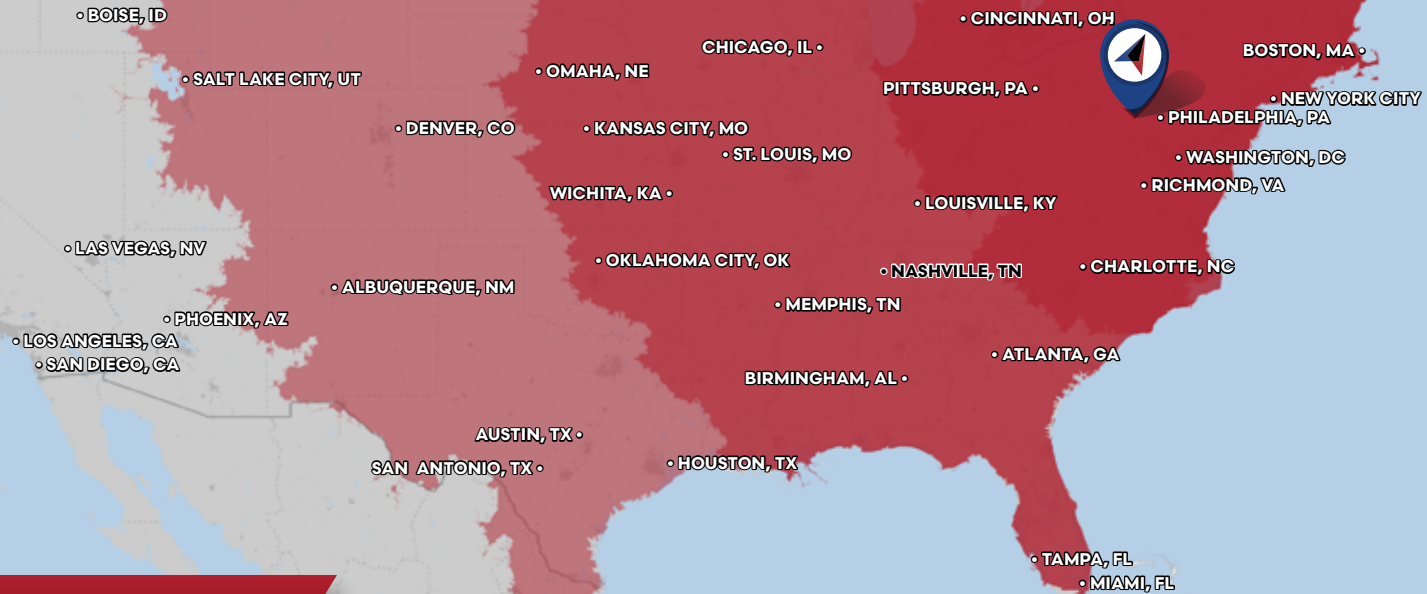 BOISE, ID
CINCINNATI, OH
CHICAGO, IL
BOSTON, MA
OMAHA, NE
SALT LAKE CITY, UT
PITTSBURGH, PA
NEW YORK CITY
PHILADELPHIA, PA
DENVER, CO
KANSAS CITY, MO
ST. LOUIS, MO
WASHINGTON, DC
RICHMOND, VA
WICHITA, KA
LOUISVILLE, KY
LAS VEGAS, NV
OKLAHOMA CITY, OK
CHARLOTTE, NC
NASHVILLE, TN
ALBUQUERQUE, NM
MEMPHIS, TN
PHOENIX, AZ
LOS ANGELES, CA
ATLANTA, GA
SAN DIEGO, CA
BIRMINGHAM, AL
AUSTIN, TX
HOUSTON, TX
SAN ANTONIO, TX
TAMPA, FL
MIAMI, FL